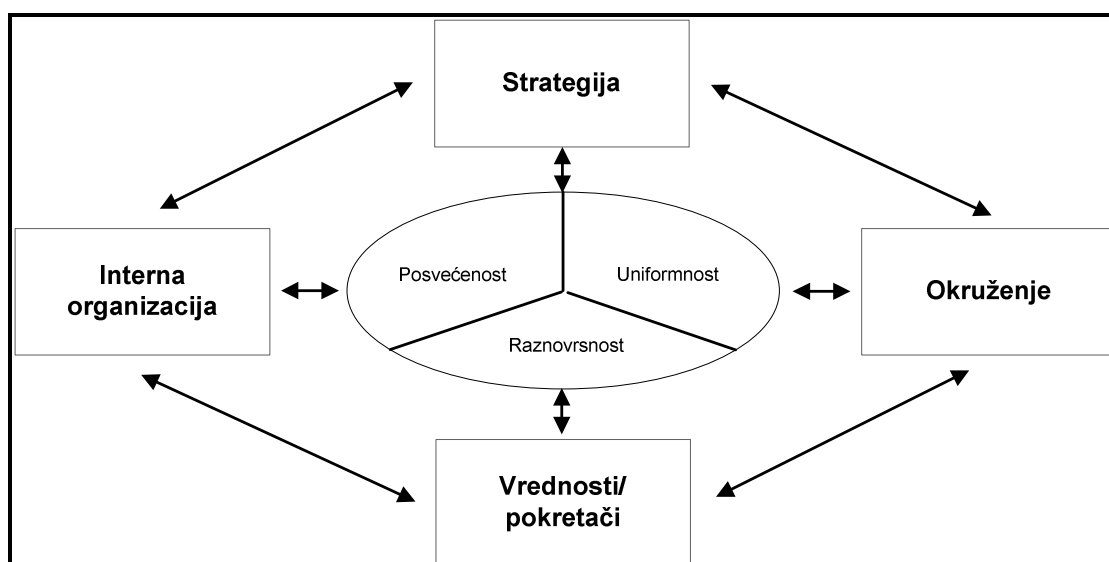 Strategija
Interna
organizacija
Posvećenost
Uniformnost
Raznovrsnost
Okruženje
Vrednosti/
pokretači